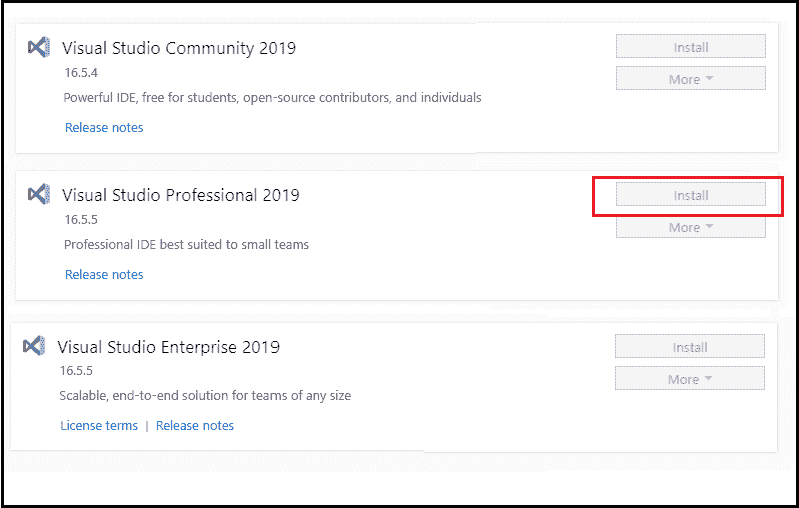 Visual Studio Community 2019
Install
16.5.4
More
Powerful IDE, free for students, open-source contributors, and individuals
Release notes
Visual Studio Professional 2019
Install
16.5.5
More
Professional IDE best suited to small teams
Release notes
Visual Studio Enterprise 2019
Install
16.5.5
More
Scalable, end-to-end solution for teams of any size
License terms | Release notes